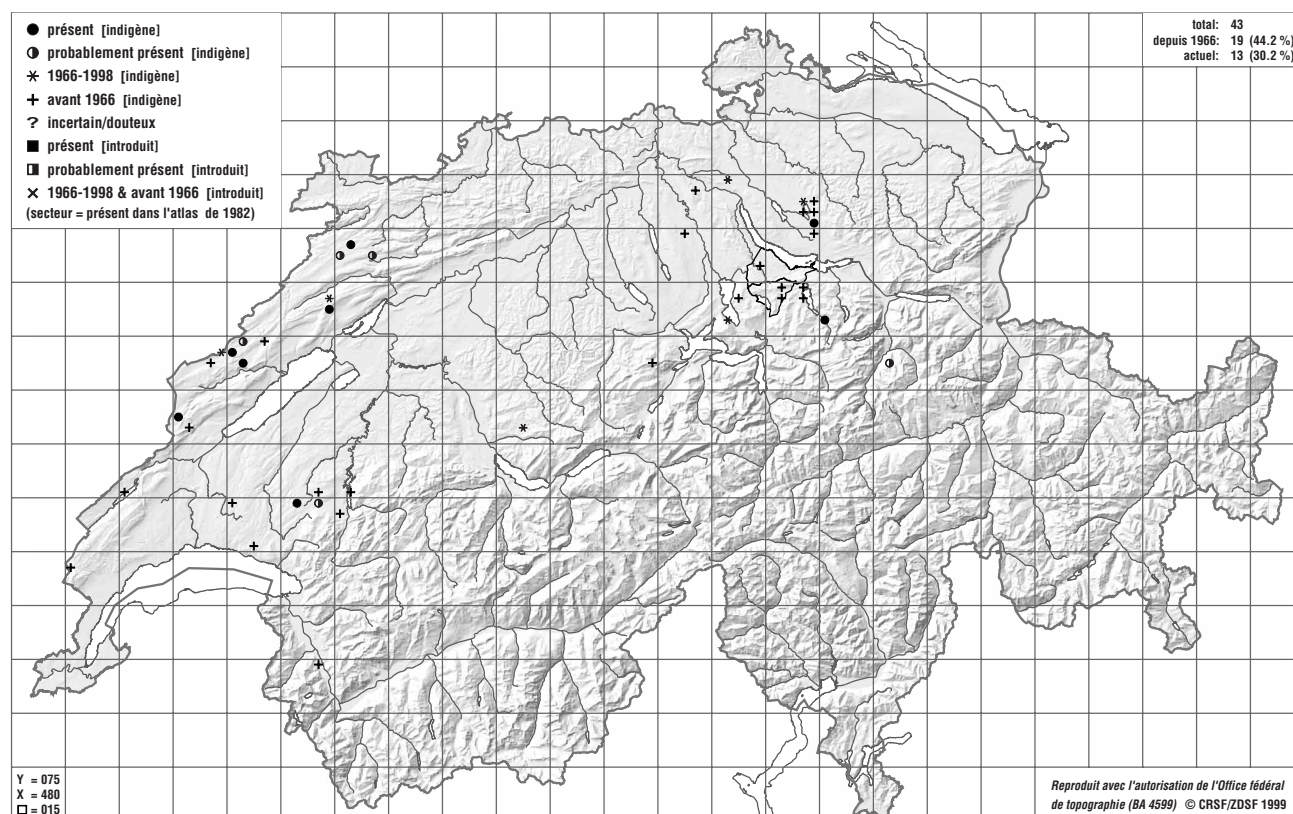 présent [indigène]
probablement présent [indigène]
1966-1998 [indigène]
avant 1966 [indigène]
? incertain/douteux
présent [introduit]
probablement présent [introduit]
1966-1998 & avant 1966 [introduit]
(secteur = présent dans l'atlas de 1982)
total: 43
depuis 1966: 19 (44.2 %)
actuel: 13 (30.2 %)
Y = 075
X = 480
□ = 015
Reproduit avec l'autorisation de l'Office fédéral
de topographie (BA 4599) © CRSF/ZDSF 1999